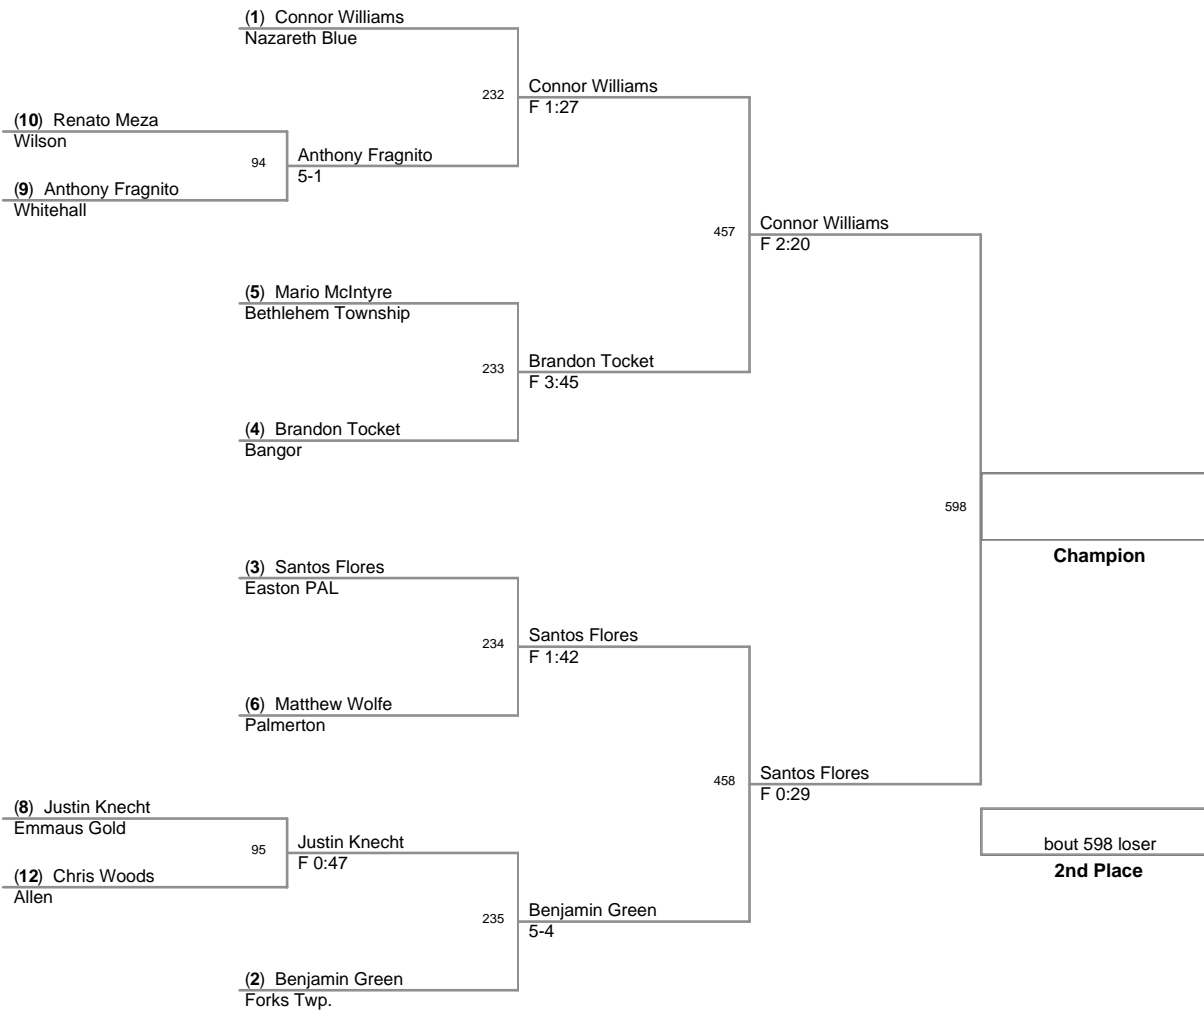 (1) Connor Williams
Nazareth Blue
232
Connor Williams
F 1:27
(10) Renato Meza
Wilson
94
Anthony Fragnito
5-1
(9) Anthony Fragnito
Whitehall
457
Connor Williams
F 2:20
(5) Mario McIntyre
Bethlehem Township
233
Brandon Tocket
F 3:45
(4) Brandon Tocket
Bangor
598
Champion
(3) Santos Flores
Easton PAL
234
Santos Flores
F 1:42
(6) Matthew Wolfe
Palmerton
458
Santos Flores
F 0:29
(8) Justin Knecht
Emmaus Gold
95
Justin Knecht
F 0:47
(12) Chris Woods
Allen
bout 598 loser
2nd Place
235
Benjamin Green
5-4
(2) Benjamin Green
Forks Twp.